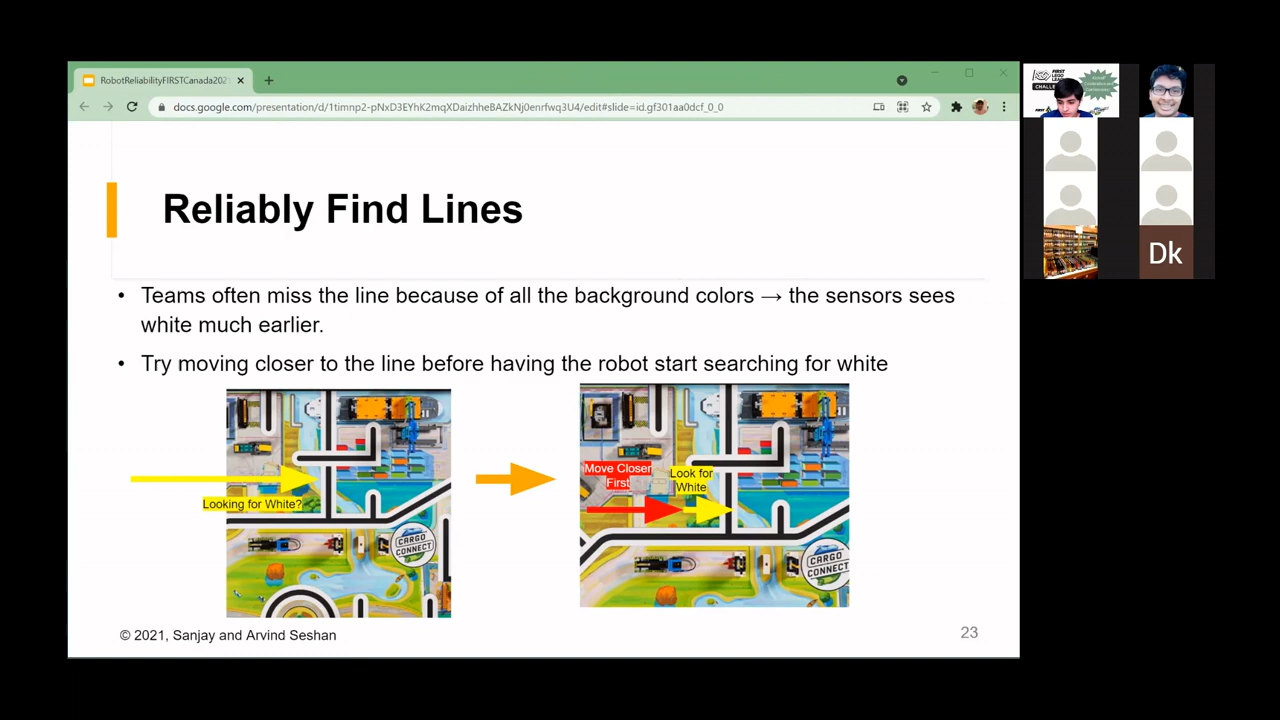 RobotReliabilityFIRSTCanada202
docs.google.com/presentation/d/1timnp2-pNxD3EYhK2mqXDaizhheBAZkNj0enrfwq3U4/edit#slide=id.gf301aa0dcf_0_0
Reliably Find Lines
• Teams often miss the line because of all the background colors → the sensors sees
white much earlier.
• Try moving closer to the line before having the robot start searching for white
Looking for White?
CARGO
CONNECT
Move Closer
First
Look for
White
CARGO
CONNECT
© 2021, Sanjay and Arvind Seshan
23
FIRST
LEGO
Dk